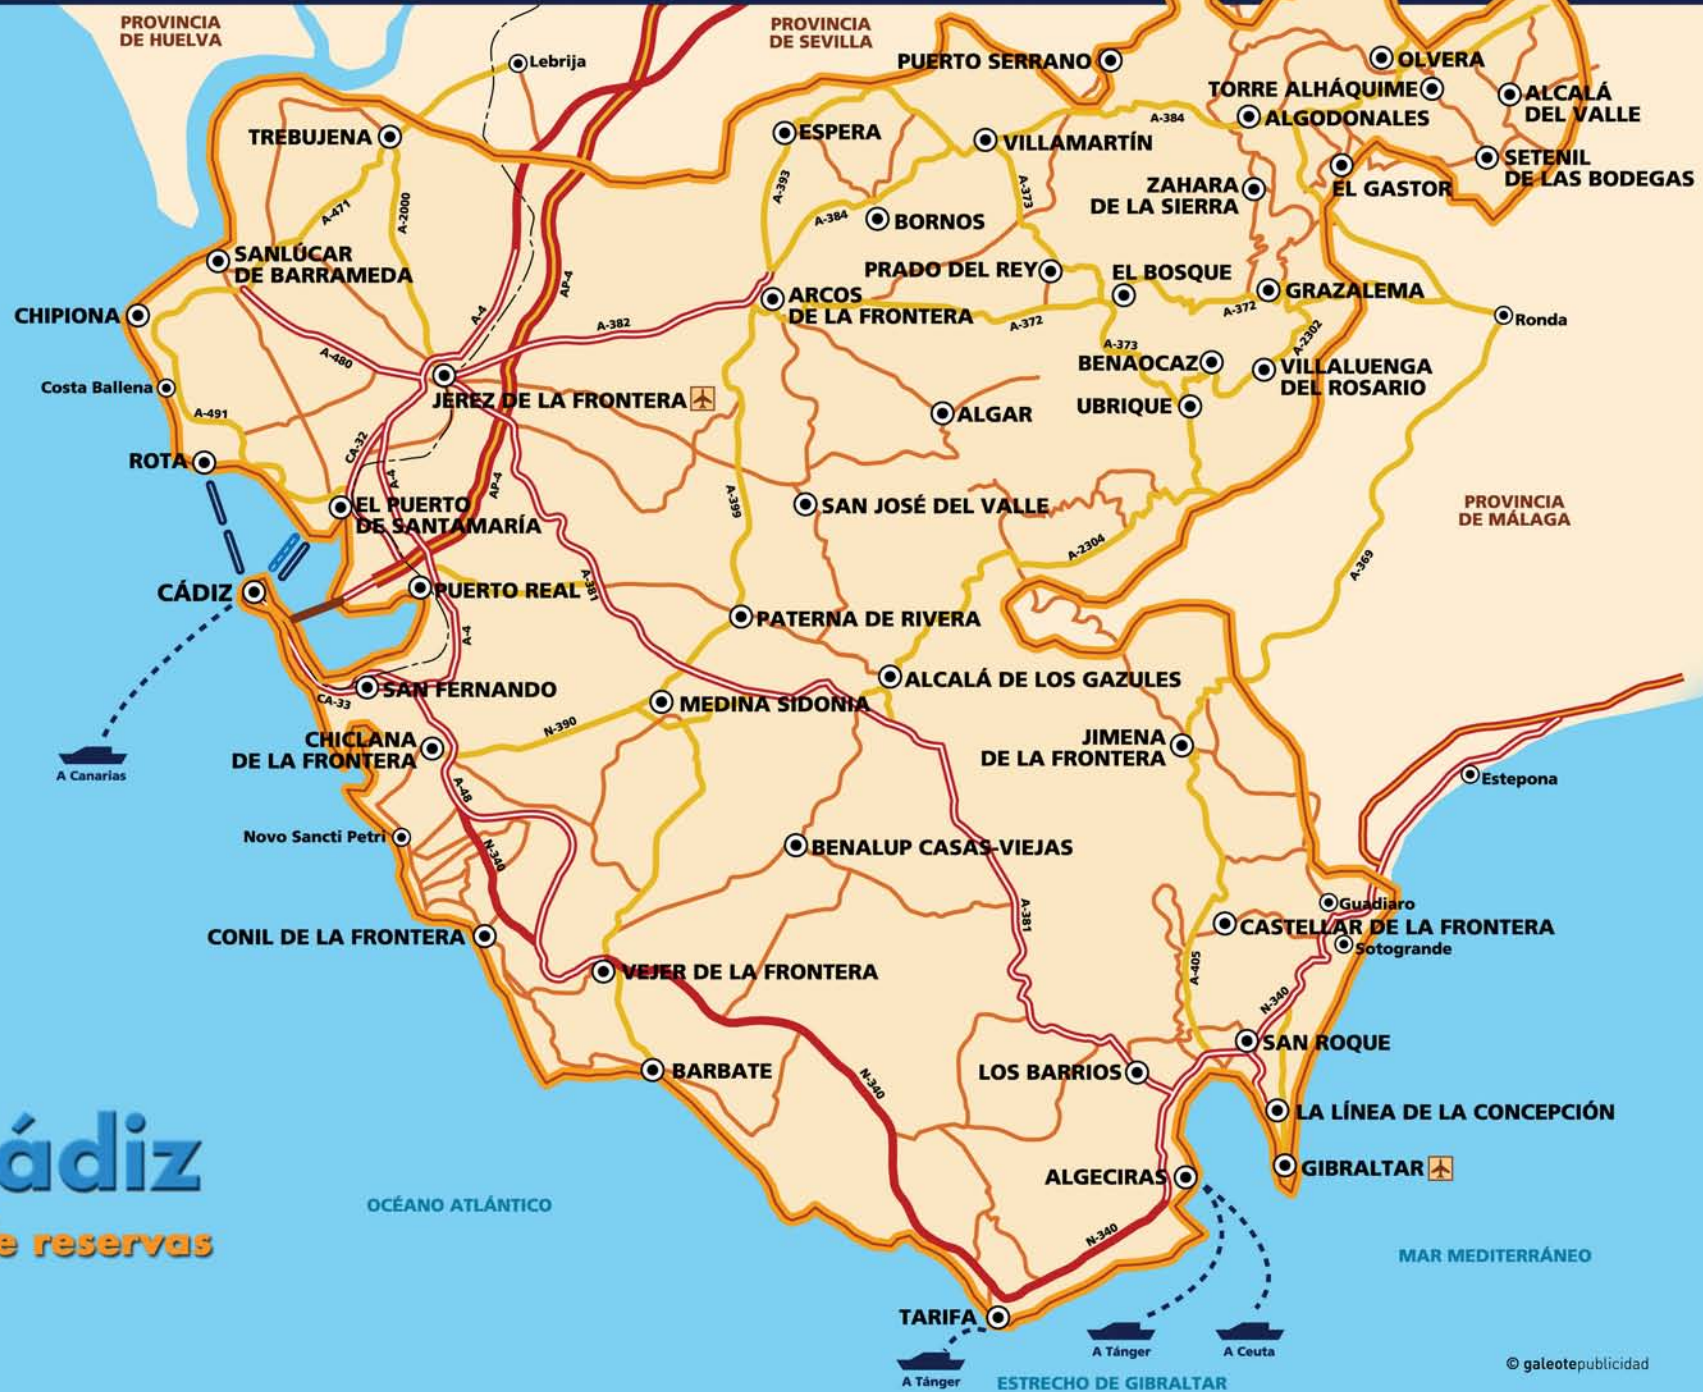 PROVINCIA
DE HUELVA
PROVINCIA
DE SEVILLA
Lebrija
PUERTO SERRANO
OLVERA
TORRE ALHÁQUIME
ALCALÁ
DEL VALLE
ALGODONALES
A-384
TREBUJENA
ESPERA
VILLAMARTÍN
SETENIL
DE LAS BODEGAS
EL GASTOR
ZAHARA
DE LA SIERRA
A-393
A-373
A-471
A-2000
A-384
BORNOS
SANLÚCAR
DE BARRAMEDA
PRADO DEL REY
EL BOSQUE
AP-4
GRAZALEMA
CHIPIONA
ARCOS
DE LA FRONTERA
A-4
A-382
A-372
A-372
Ronda
A-2302
A-480
A-373
BENAOCAZ
VILLALUENGA
DEL ROSARIO
Costa Ballena
JEREZ DE LA FRONTERA
UBRIQUE
ALGAR
A-491
CA-32
ROTA
A-4
AP-4
A-399
EL PUERTO
DE SANTAMARÍA
SAN JOSÉ DEL VALLE
PROVINCIA
DE MÁLAGA
A-2304
A-369
CÁDIZ
PUERTO REAL
A-381
PATERNA DE RIVERA
A-4
ALCALÁ DE LOS GAZULES
SAN FERNANDO
CA-33
MEDINA SIDONIA
N-390
CHICLANA
DE LA FRONTERA
JIMENA
DE LA FRONTERA
A Canarias
Estepona
A-48
Novo Sancti Petri
N-340
BENALUP CASAS-VIEJAS
A-381
Guadiaro
CASTELLAR DE LA FRONTERA
Sotogrande
CONIL DE LA FRONTERA
VEJER DE LA FRONTERA
A-405
N-340
SAN ROQUE
BARBATE
LOS BARRIOS
N-340
LA LÍNEA DE LA CONCEPCIÓN
ádiz
ALGECIRAS
GIBRALTAR
OCÉANO ATLÁNTICO
e reservas
N-340
MAR MEDITERRÁNEO
TARIFA
A Tánger
A Ceuta
A Tánger
ESTRECHO DE GIBRALTAR
© galeotepublicidad